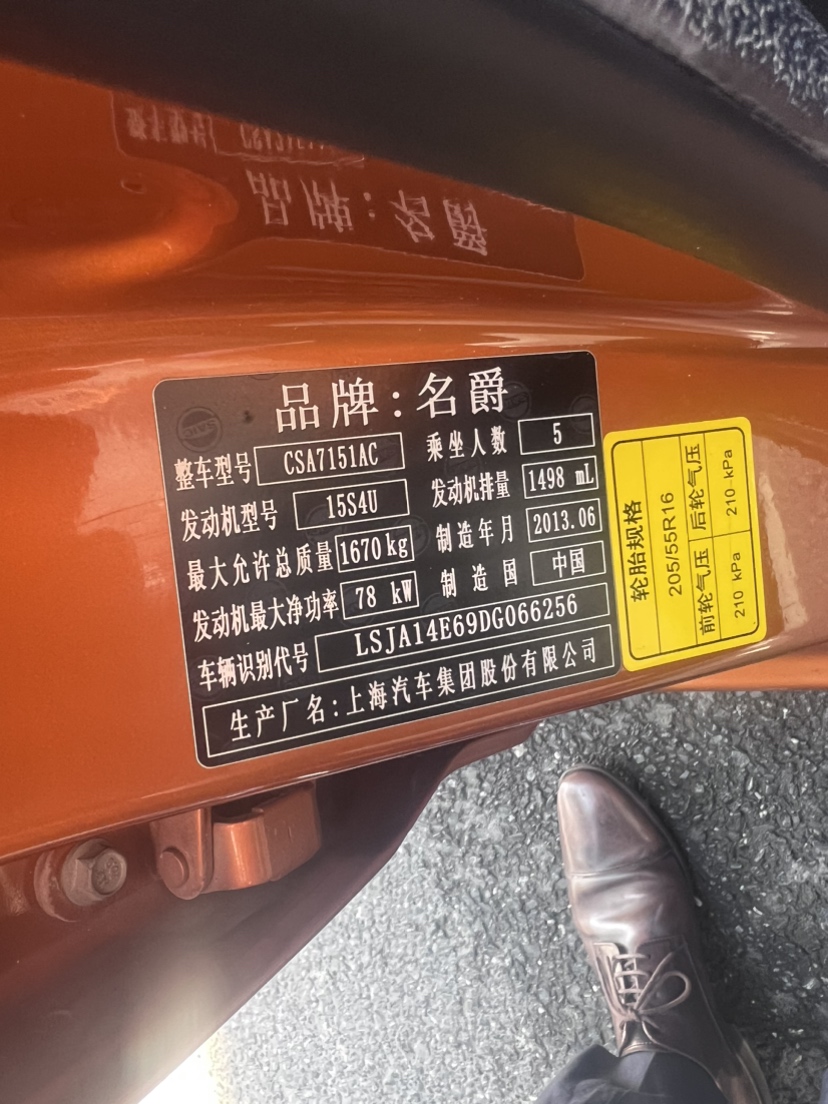 品牌:名爵
整车型号 CSA7151AC 乘坐人数 5
发动机型号 15S4U 发动机排量 1498 mL
最大允许总质量 1670kg 制造年月 2013.06
发动机最大净功率 78 kW 制造国 中国
车辆识别代号 LSJA14E69DG066256
生产厂名:上海汽车集团股份有限公司
轮胎规格
205/55R16
前轮气压 后轮气压
210 kPa 210 kPa
SAIC